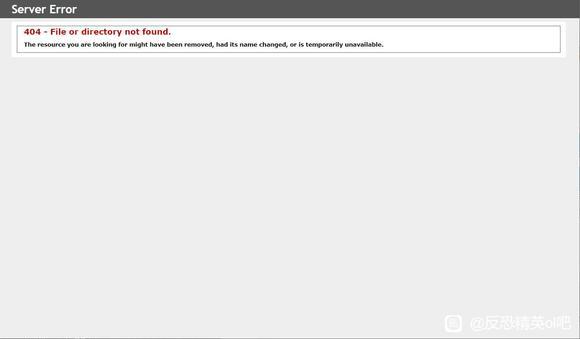 Server Error
404 - File or directory not found.
The resource you are looking for might have been removed, had its name changed, or is temporarily unavailable.
@反恐精英ol吧